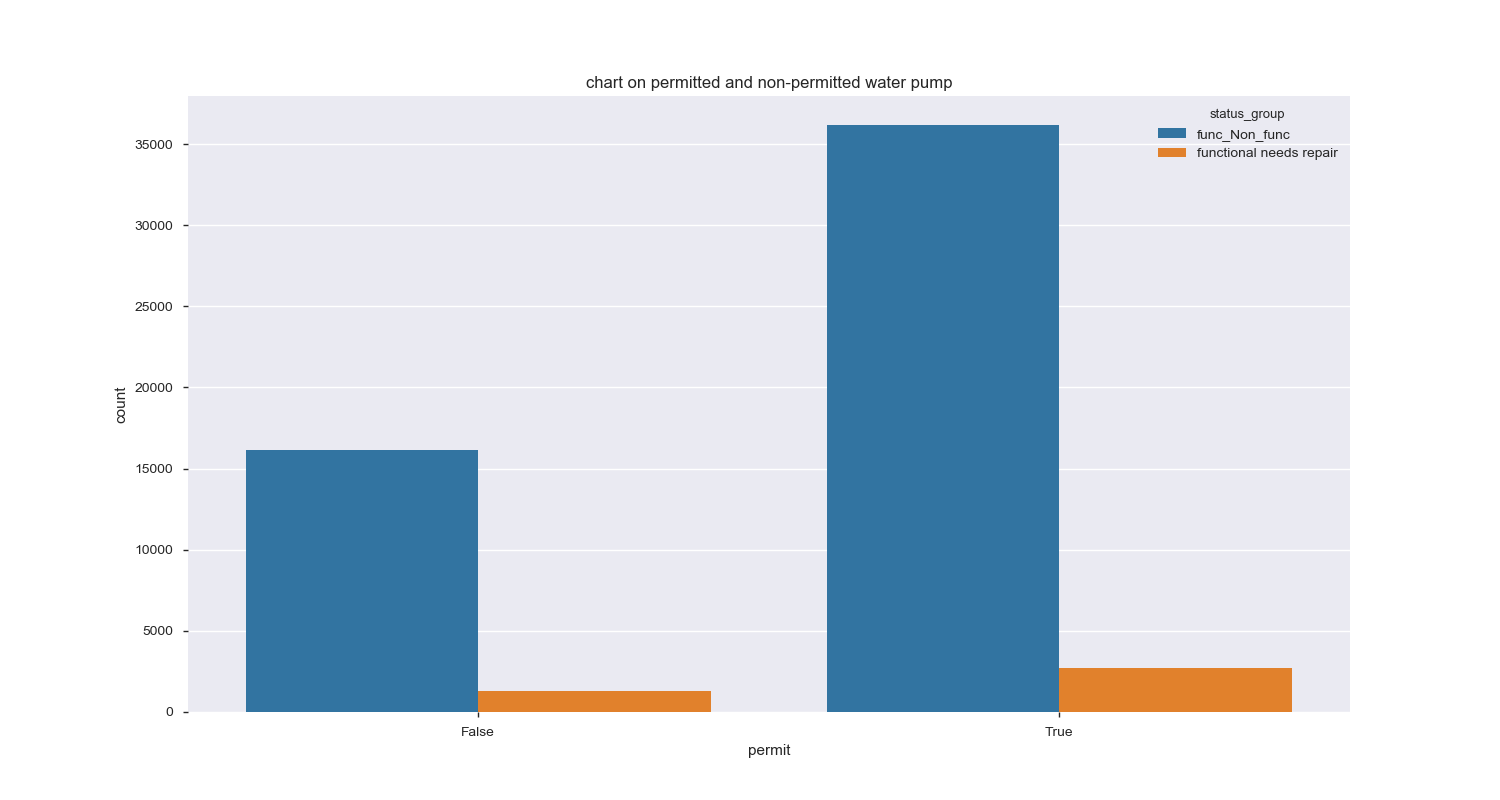 chart on permitted and non-permitted water pump
status_group
func_Non_func
functional needs repair
35000
30000
25000
20000
15000
10000
5000
0
count
False
True
permit